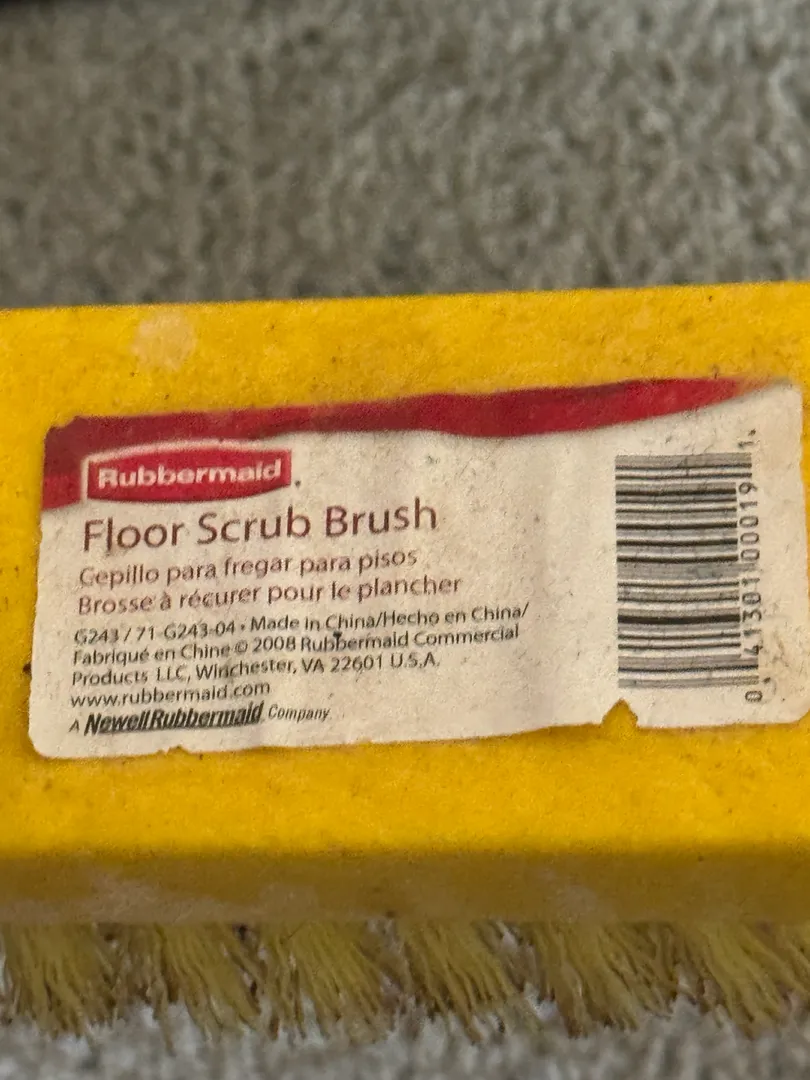 Rubbermaid
Floor Scrub Brush
Cepillo para fregar para pisos
Brosse à récurer pour le plancher
G243 / 71-G243-04 • Made in China/Hecho en China/
Fabriqué en Chine © 2008 Rubbermaid Commercial
Products LLC, Winchester, VA 22601 U.S.A.
www.rubbermaid.com
A NewellRubbermaid Company
0 41301 00019 1